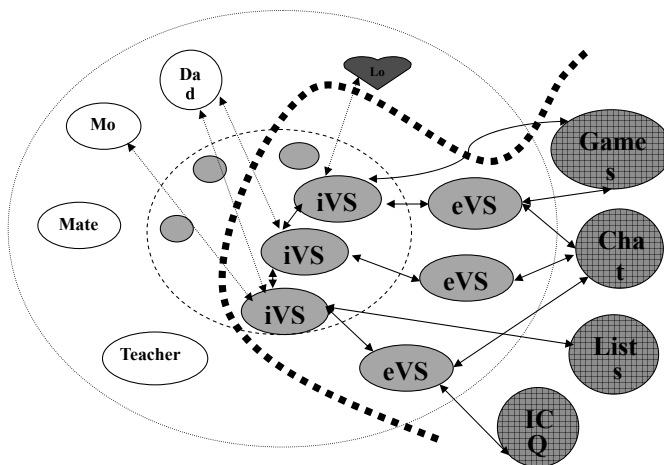 Da
d
Lo
Mo
Game
s
iVS
eVS
Mate
Cha
t
iVS
eVS
iVS
Teacher
List
s
eVS
IC
Q